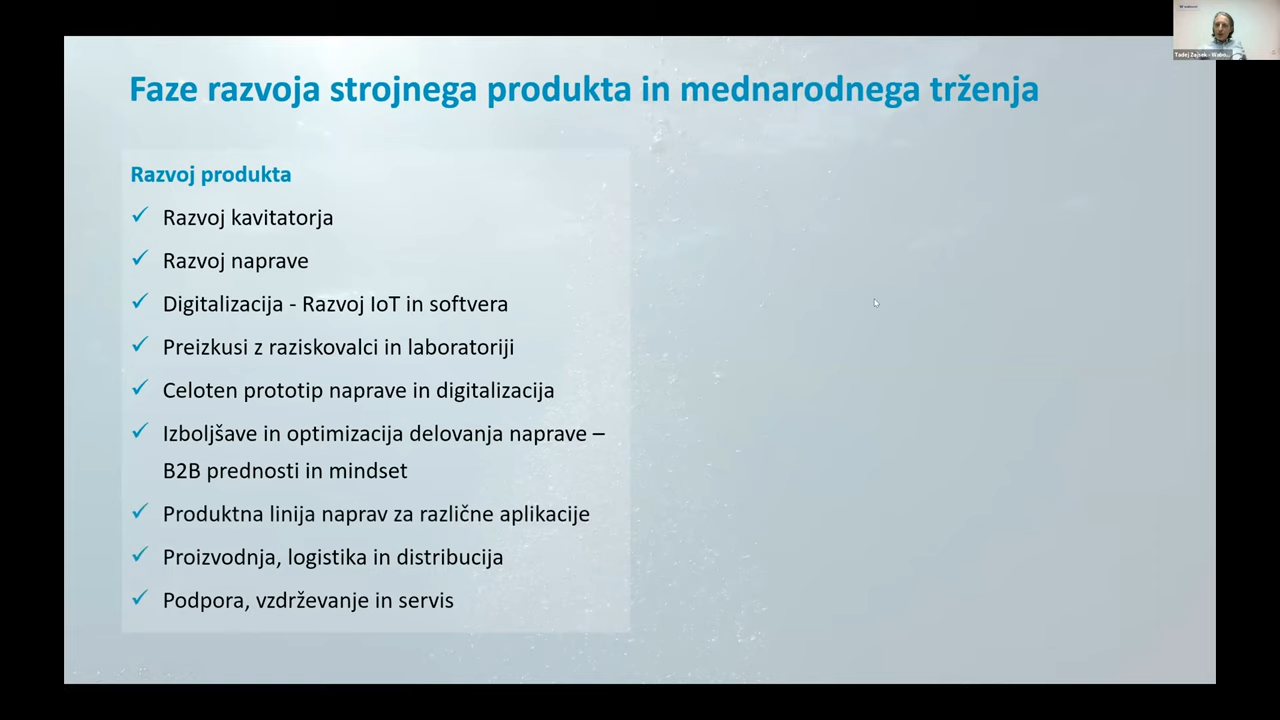 Faze razvoja strojnega produkta in mednarodnega trženja
Razvoj produkta
✓ Razvoj kavitatorja
✓ Razvoj naprave
✓ Digitalizacija - Razvoj IoT in softvera
✓ Preizkusi z raziskovalci in laboratoriji
✓ Celoten prototip naprave in digitalizacija
✓ Izboljšave in optimizacija delovanja naprave –
B2B prednosti in mindset
✓ Produktna linija naprav za različne aplikacije
✓ Proizvodnja, logistika in distribucija
✓ Podpora, vzdrževanje in servis